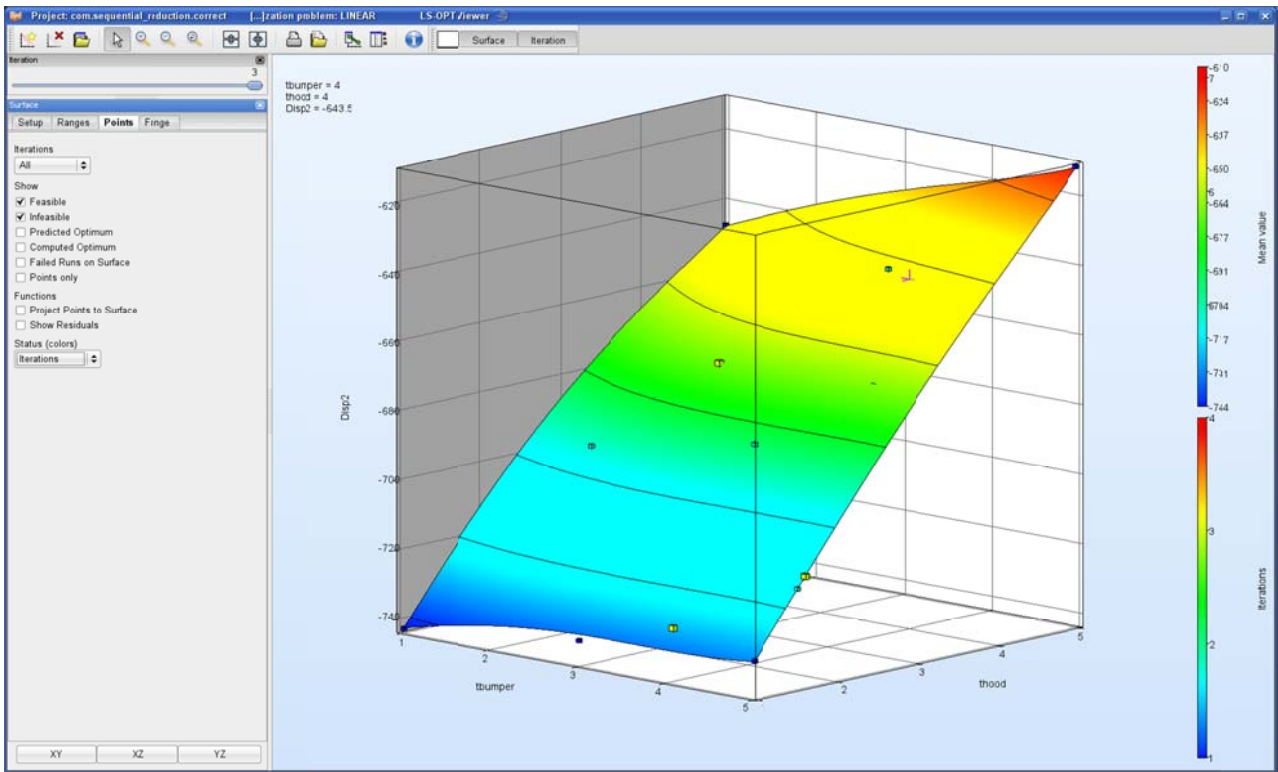 Project: com.sequential_rrduction.correct [...]zation problem: LINEAR LS-OPT Viewer
Surface Iteration
Iteration
3
Surface
Setup Ranges Points Fringe
Iterations
All
Show
Feasible
Infeasible
Predicted Optimum
Computed Optimum
Failed Runs on Surface
Points only
Functions
Project Points to Surface
Show Residuals
Status (colors)
Iterations
XY XZ YZ
tbumper = 4
thood = 4
Disp2 = -643.5
Disp2
-620
-640
-660
-680
-700
-720
-740
1
2
3
4
5
tbumper
2
3
4
5
thood
-624
-637
-650
-664
-677
-691
-731
-744
Mean value
4
3
2
1
Iterations